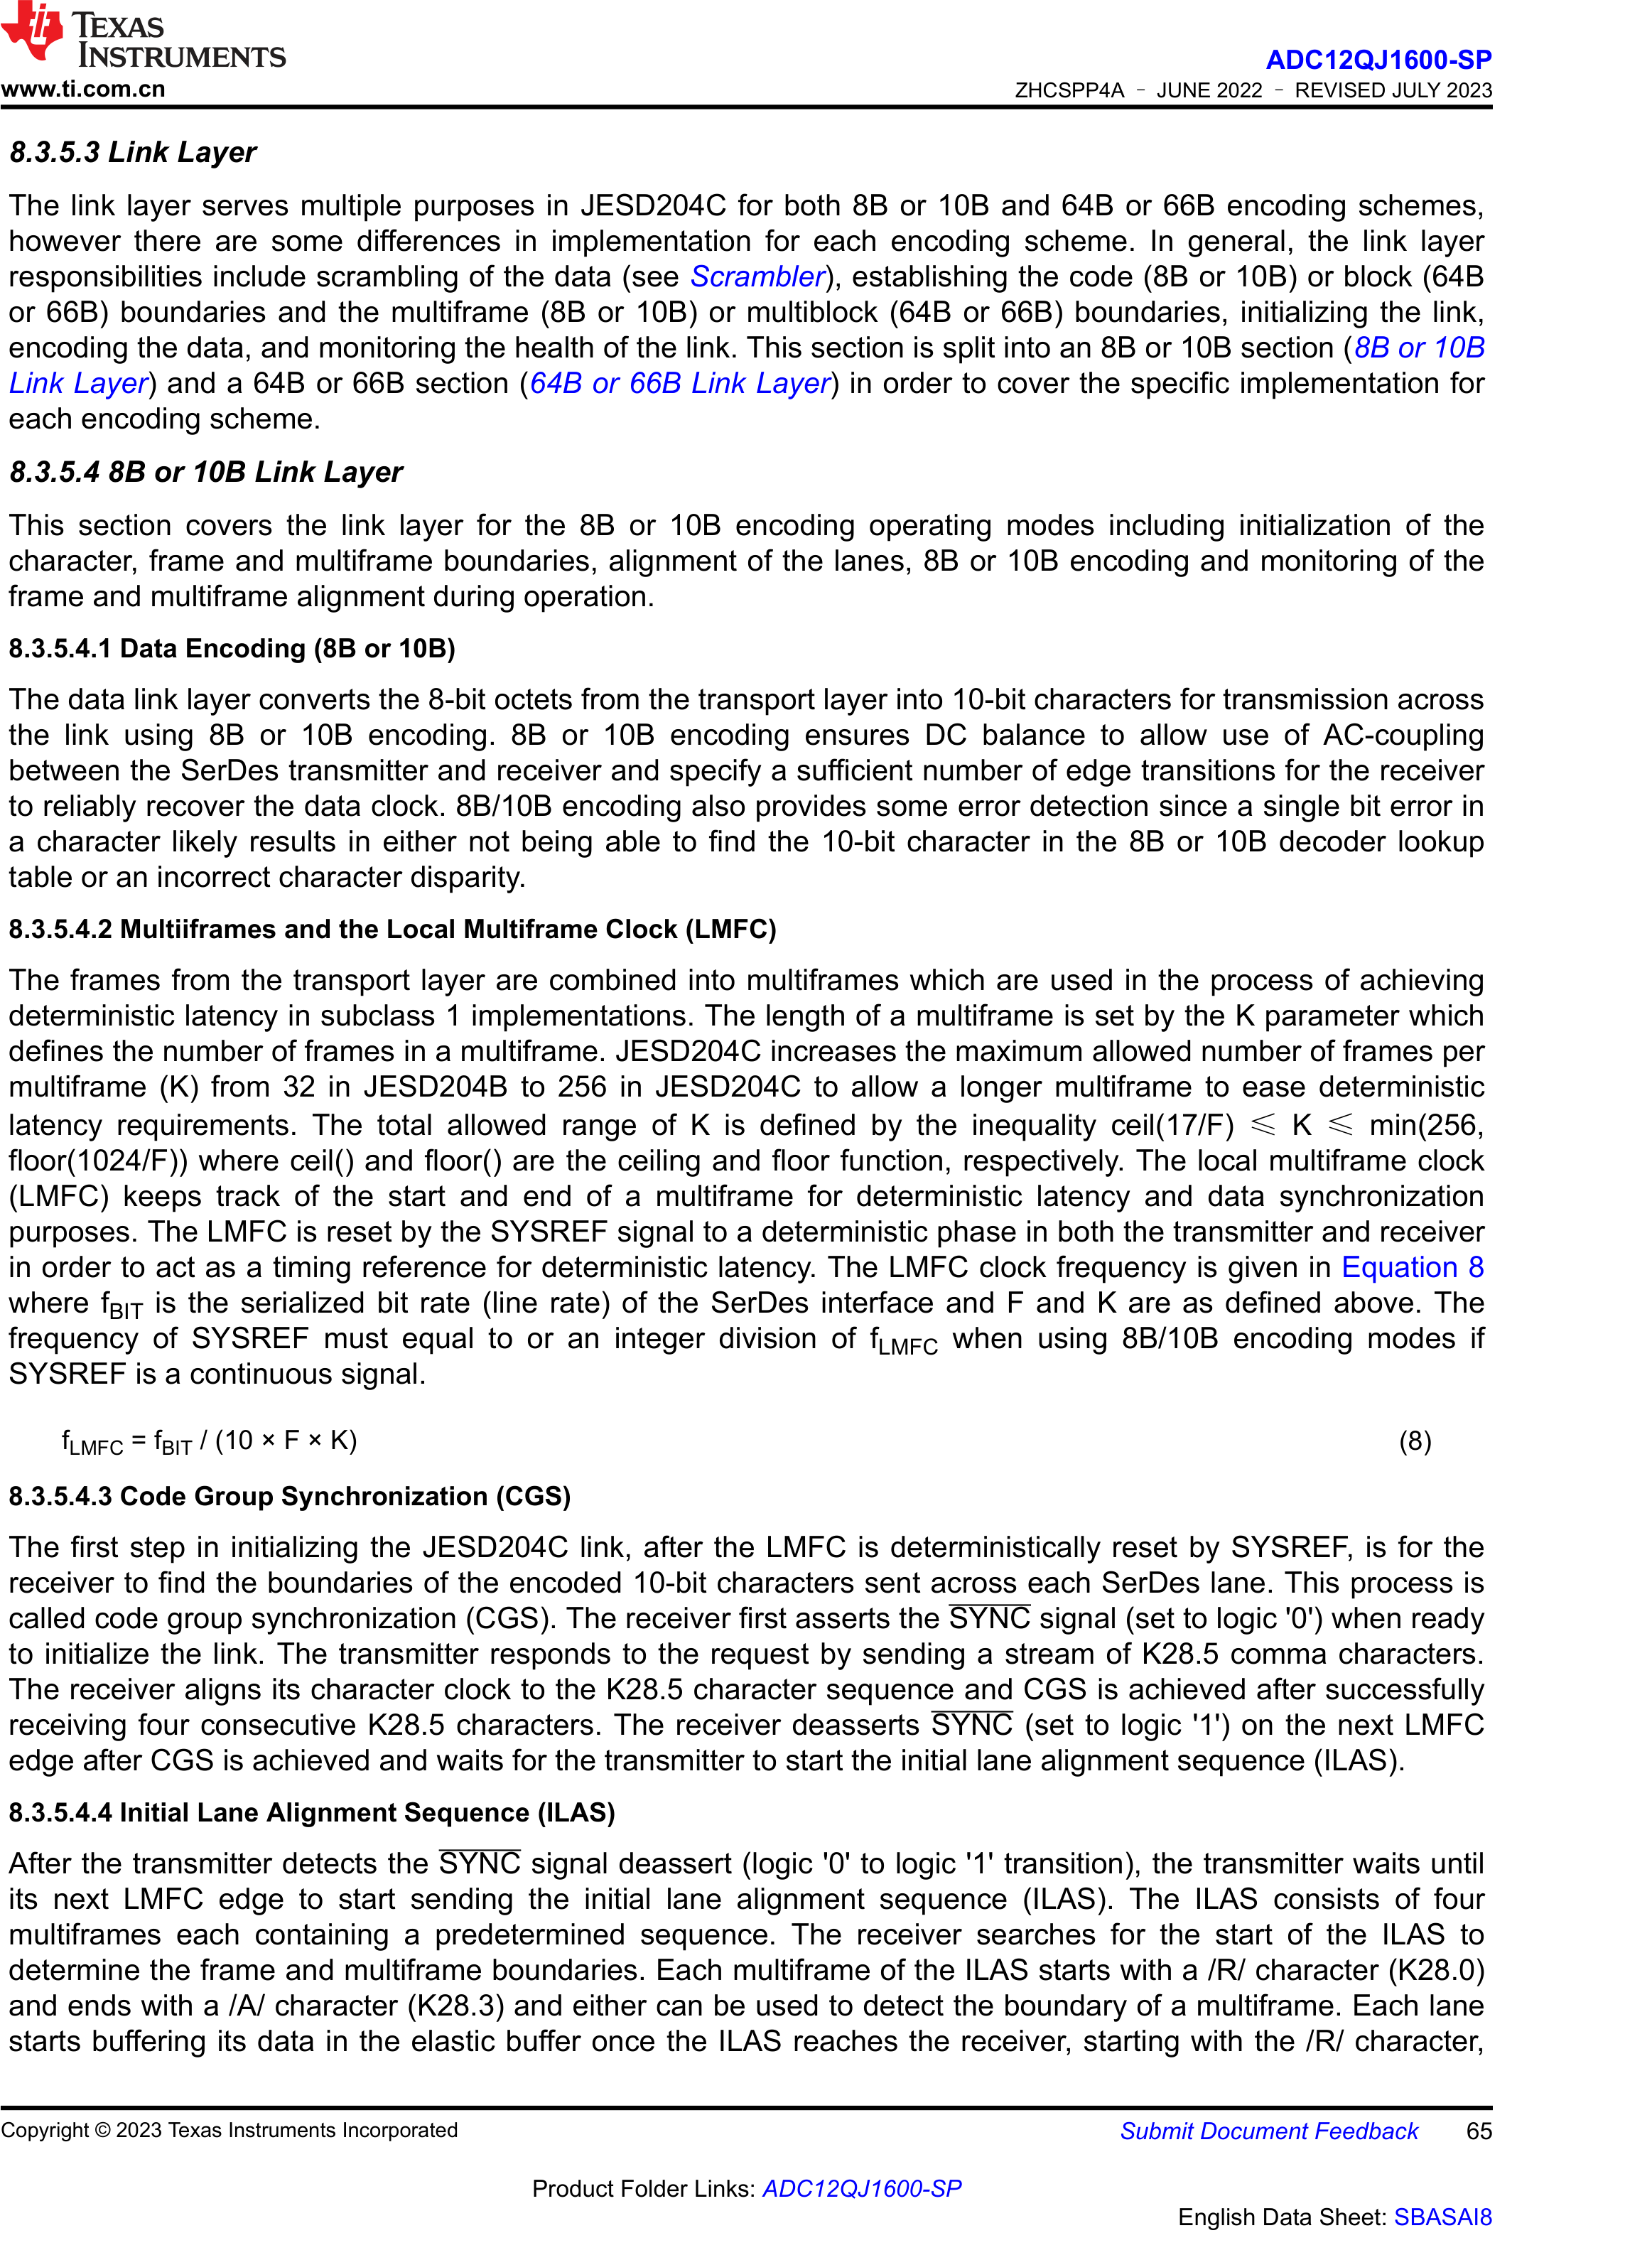 TEXAS
INSTRUMENTS
www.ti.com.cn
ADC12QJ1600-SP
ZHCSPP4A – JUNE 2022 – REVISED JULY 2023
8.3.5.3 Link Layer
The link layer serves multiple purposes in JESD204C for both 8B or 10B and 64B or 66B encoding schemes,
however there are some differences in implementation for each encoding scheme. In general, the link layer
responsibilities include scrambling of the data (see Scrambler), establishing the code (8B or 10B) or block (64B
or 66B) boundaries and the multiframe (8B or 10B) or multiblock (64B or 66B) boundaries, initializing the link,
encoding the data, and monitoring the health of the link. This section is split into an 8B or 10B section (8B or 10B
Link Layer) and a 64B or 66B section (64B or 66B Link Layer) in order to cover the specific implementation for
each encoding scheme.
8.3.5.4 8B or 10B Link Layer
This section covers the link layer for the 8B or 10B encoding operating modes including initialization of the
character, frame and multiframe boundaries, alignment of the lanes, 8B or 10B encoding and monitoring of the
frame and multiframe alignment during operation.
8.3.5.4.1 Data Encoding (8B or 10B)
The data link layer converts the 8-bit octets from the transport layer into 10-bit characters for transmission across
the link using 8B or 10B encoding. 8B or 10B encoding ensures DC balance to allow use of AC-coupling
between the SerDes transmitter and receiver and specify a sufficient number of edge transitions for the receiver
to reliably recover the data clock. 8B/10B encoding also provides some error detection since a single bit error in
a character likely results in either not being able to find the 10-bit character in the 8B or 10B decoder lookup
table or an incorrect character disparity.
8.3.5.4.2 Multiiframes and the Local Multiframe Clock (LMFC)
The frames from the transport layer are combined into multiframes which are used in the process of achieving
deterministic latency in subclass 1 implementations. The length of a multiframe is set by the K parameter which
defines the number of frames in a multiframe. JESD204C increases the maximum allowed number of frames per
multiframe (K) from 32 in JESD204B to 256 in JESD204C to allow a longer multiframe to ease deterministic
latency requirements. The total allowed range of K is defined by the inequality ceil(17/F) ≤ K ≤ min(256,
floor(1024/F)) where ceil() and floor() are the ceiling and floor function, respectively. The local multiframe clock
(LMFC) keeps track of the start and end of a multiframe for deterministic latency and data synchronization
purposes. The LMFC is reset by the SYSREF signal to a deterministic phase in both the transmitter and receiver
in order to act as a timing reference for deterministic latency. The LMFC clock frequency is given in Equation 8
where fBIT is the serialized bit rate (line rate) of the SerDes interface and F and K are as defined above. The
frequency of SYSREF must equal to or an integer division of fLMFC when using 8B/10B encoding modes if
SYSREF is a continuous signal.
fLMFC = fBIT / (10 × F × K) (8)
8.3.5.4.3 Code Group Synchronization (CGS)
The first step in initializing the JESD204C link, after the LMFC is deterministically reset by SYSREF, is for the
receiver to find the boundaries of the encoded 10-bit characters sent across each SerDes lane. This process is
called code group synchronization (CGS). The receiver first asserts the SYNC signal (set to logic '0') when ready
to initialize the link. The transmitter responds to the request by sending a stream of K28.5 comma characters.
The receiver aligns its character clock to the K28.5 character sequence and CGS is achieved after successfully
receiving four consecutive K28.5 characters. The receiver deasserts SYNC (set to logic '1') on the next LMFC
edge after CGS is achieved and waits for the transmitter to start the initial lane alignment sequence (ILAS).
8.3.5.4.4 Initial Lane Alignment Sequence (ILAS)
After the transmitter detects the SYNC signal deassert (logic '0' to logic '1' transition), the transmitter waits until
its next LMFC edge to start sending the initial lane alignment sequence (ILAS). The ILAS consists of four
multiframes each containing a predetermined sequence. The receiver searches for the start of the ILAS to
determine the frame and multiframe boundaries. Each multiframe of the ILAS starts with a /R/ character (K28.0)
and ends with a /A/ character (K28.3) and either can be used to detect the boundary of a multiframe. Each lane
starts buffering its data in the elastic buffer once the ILAS reaches the receiver, starting with the /R/ character,
Copyright © 2023 Texas Instruments Incorporated
Submit Document Feedback 65
Product Folder Links: ADC12QJ1600-SP
English Data Sheet: SBASAI8